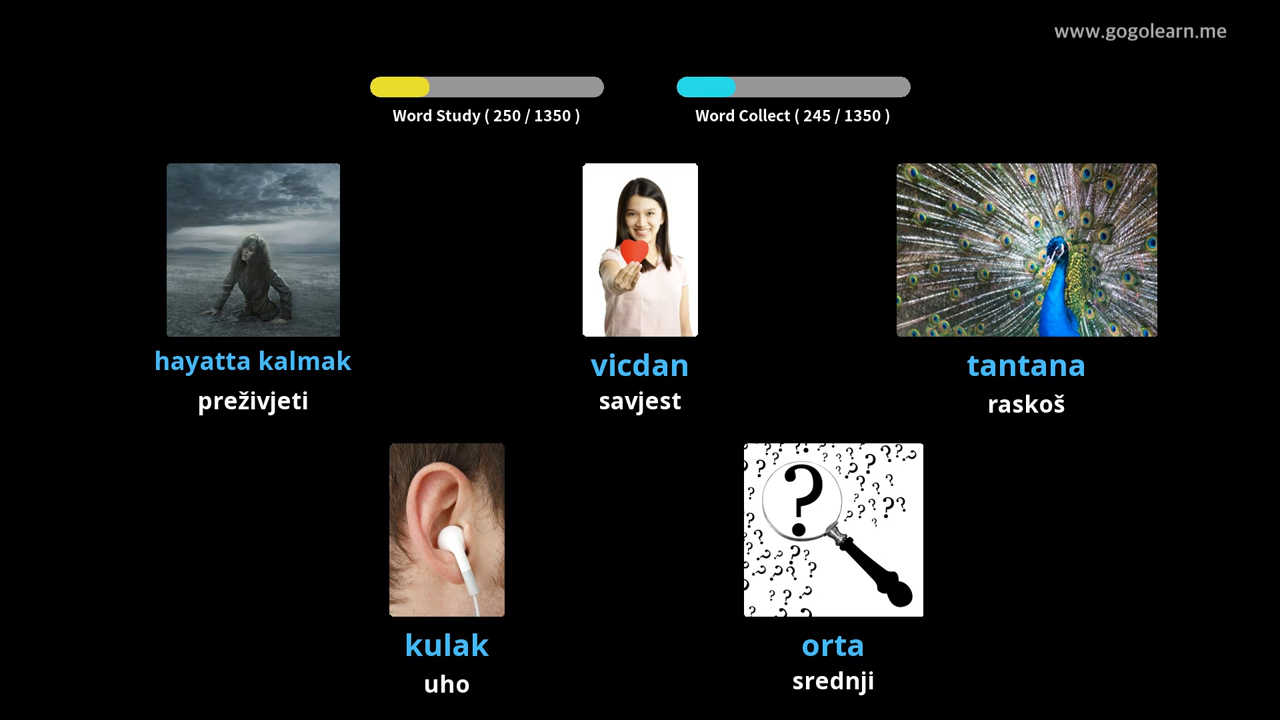 www.gogolearn.me
Word Study ( 250 / 1350 )
Word Collect ( 245 / 1350 )
hayatta kalmak
preživjeti
vicdan
savjest
tantana
raskoš
kulak
uho
orta
srednji